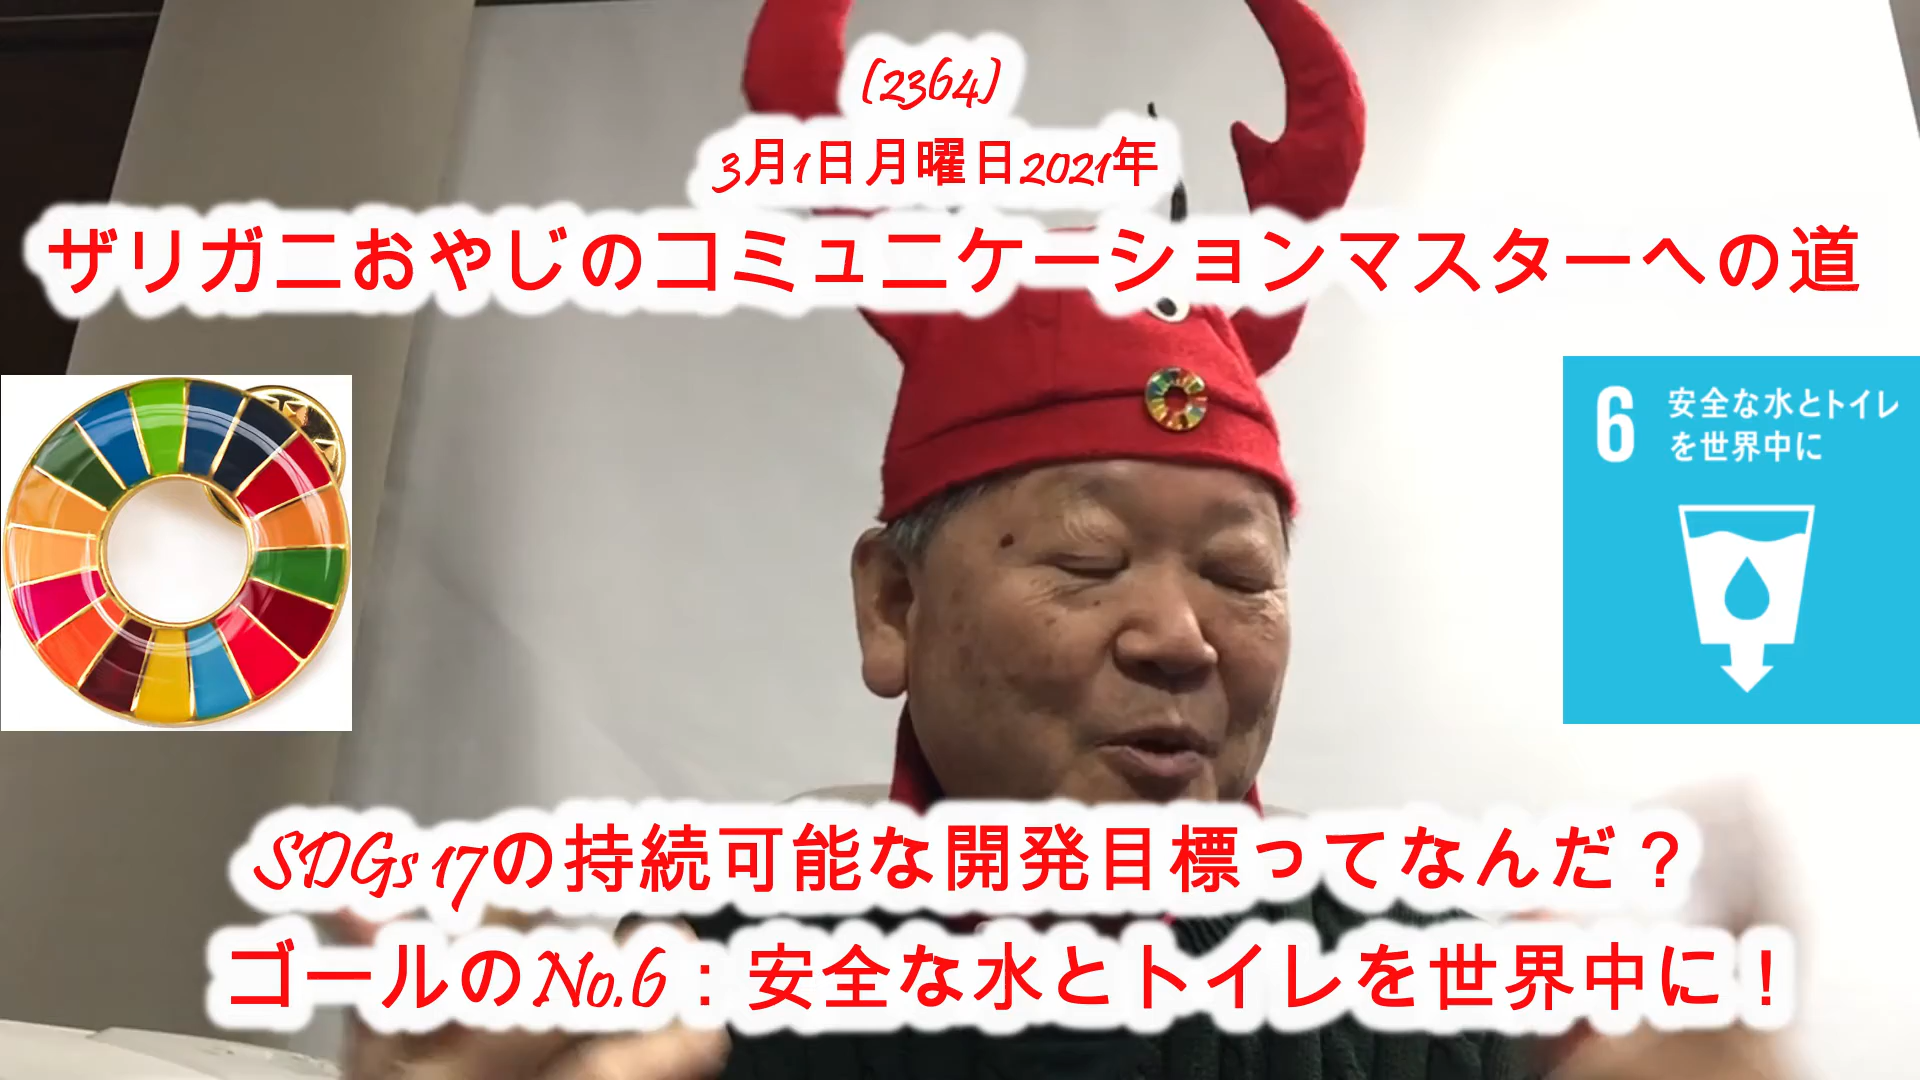 (2364)
3月1日月曜日2021年
ザリガニおやじのコミュニケーションマスターへの道
6 安全な水とトイレ
を世界中に
SDGs 17の持続可能な開発目標ってなんだ？
ゴールのNo.6：安全な水とトイレを世界中に！